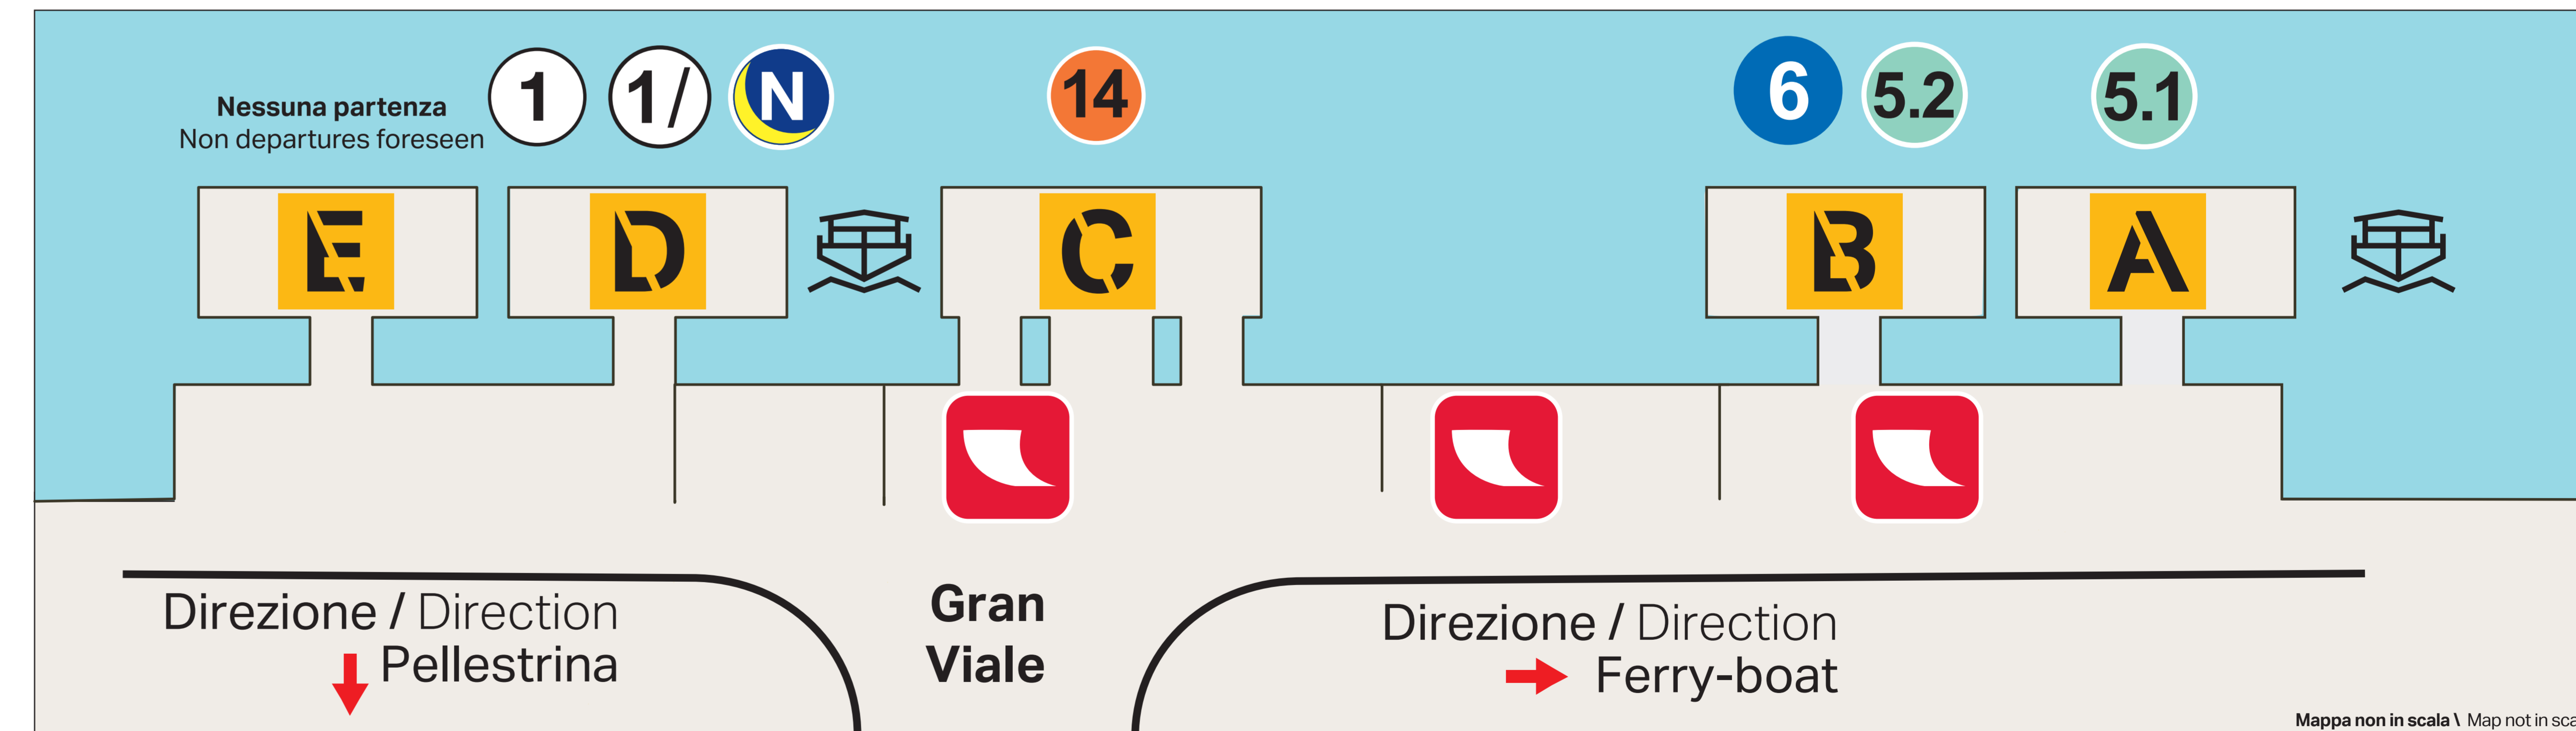 Nessuna partenza
Non departures foreseen
1 1/ N 14 6 5.2 5.1
E D C B A
Direzione / Direction
Pellestrina
Gran
Viale
Direzione / Direction
Ferry-boat
Mappa non in scala \ Map not in sca